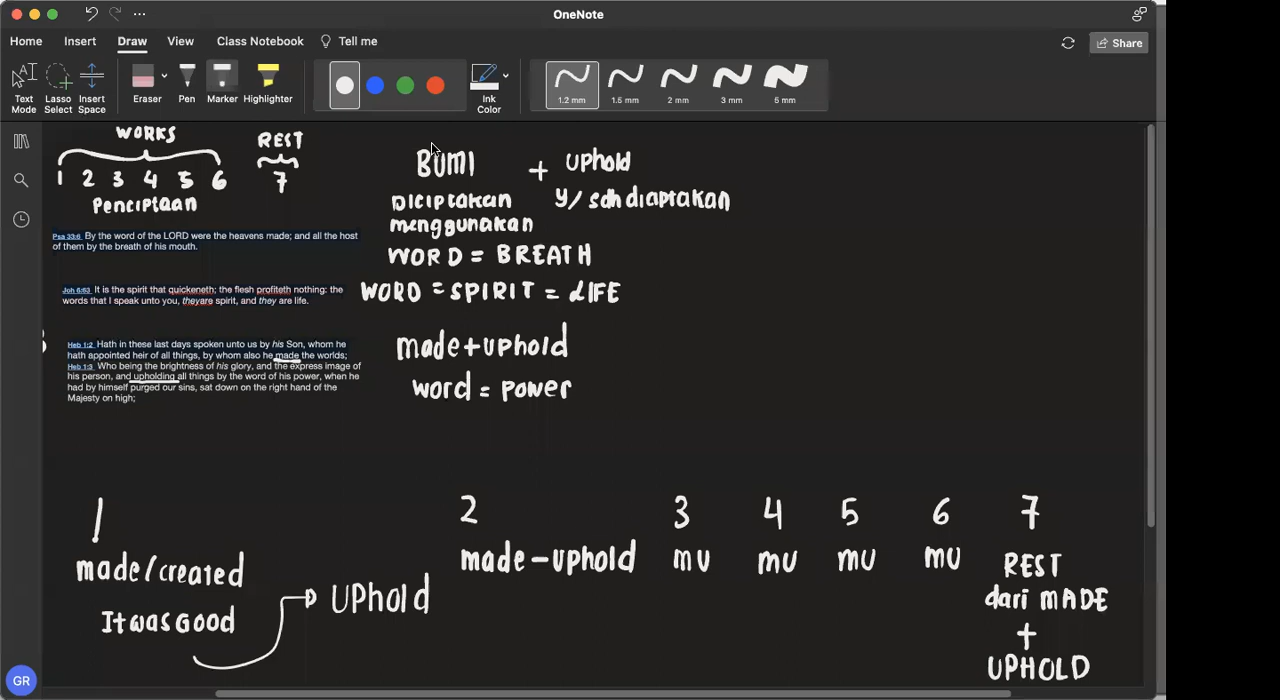 OneNote
Home Insert Draw View Class Notebook Tell me
Share
Text Mode
Lasso Select
Insert Space
Eraser
Pen
Marker
Highlighter
Ink Color
1.2 mm
1.5 mm
2 mm
3 mm
5 mm
WORKS
REST
1 2 3 4 5 6 7
Penciptaan
Psa 33:6 By the word of the LORD were the heavens made; and all the host
of them by the breath of his mouth.
Joh 6:63 It is the spirit that quickeneth; the flesh profiteth nothing: the
words that I speak unto you, theyare spirit, and they are life.
Heb 1:2 Hath in these last days spoken unto us by his Son, whom he
hath appointed heir of all things, by whom also he made the worlds;
Heb 1:3 Who being the brightness of his glory, and the express image of
his person, and upholding all things by the word of his power, when he
had by himself purged our sins, sat down on the right hand of the
Majesty on high;
BUMI + uphold
Diciptakan y/ sdh diciptakan
menggunakan
WORD = BREATH
WORD = SPIRIT = LIFE
made+uphold
word = power
1 2 3 4 5 6 7
made/created made-uphold mu mu mu mu REST
It was Good UPhold dari MADE
+
UPHOLD
GR